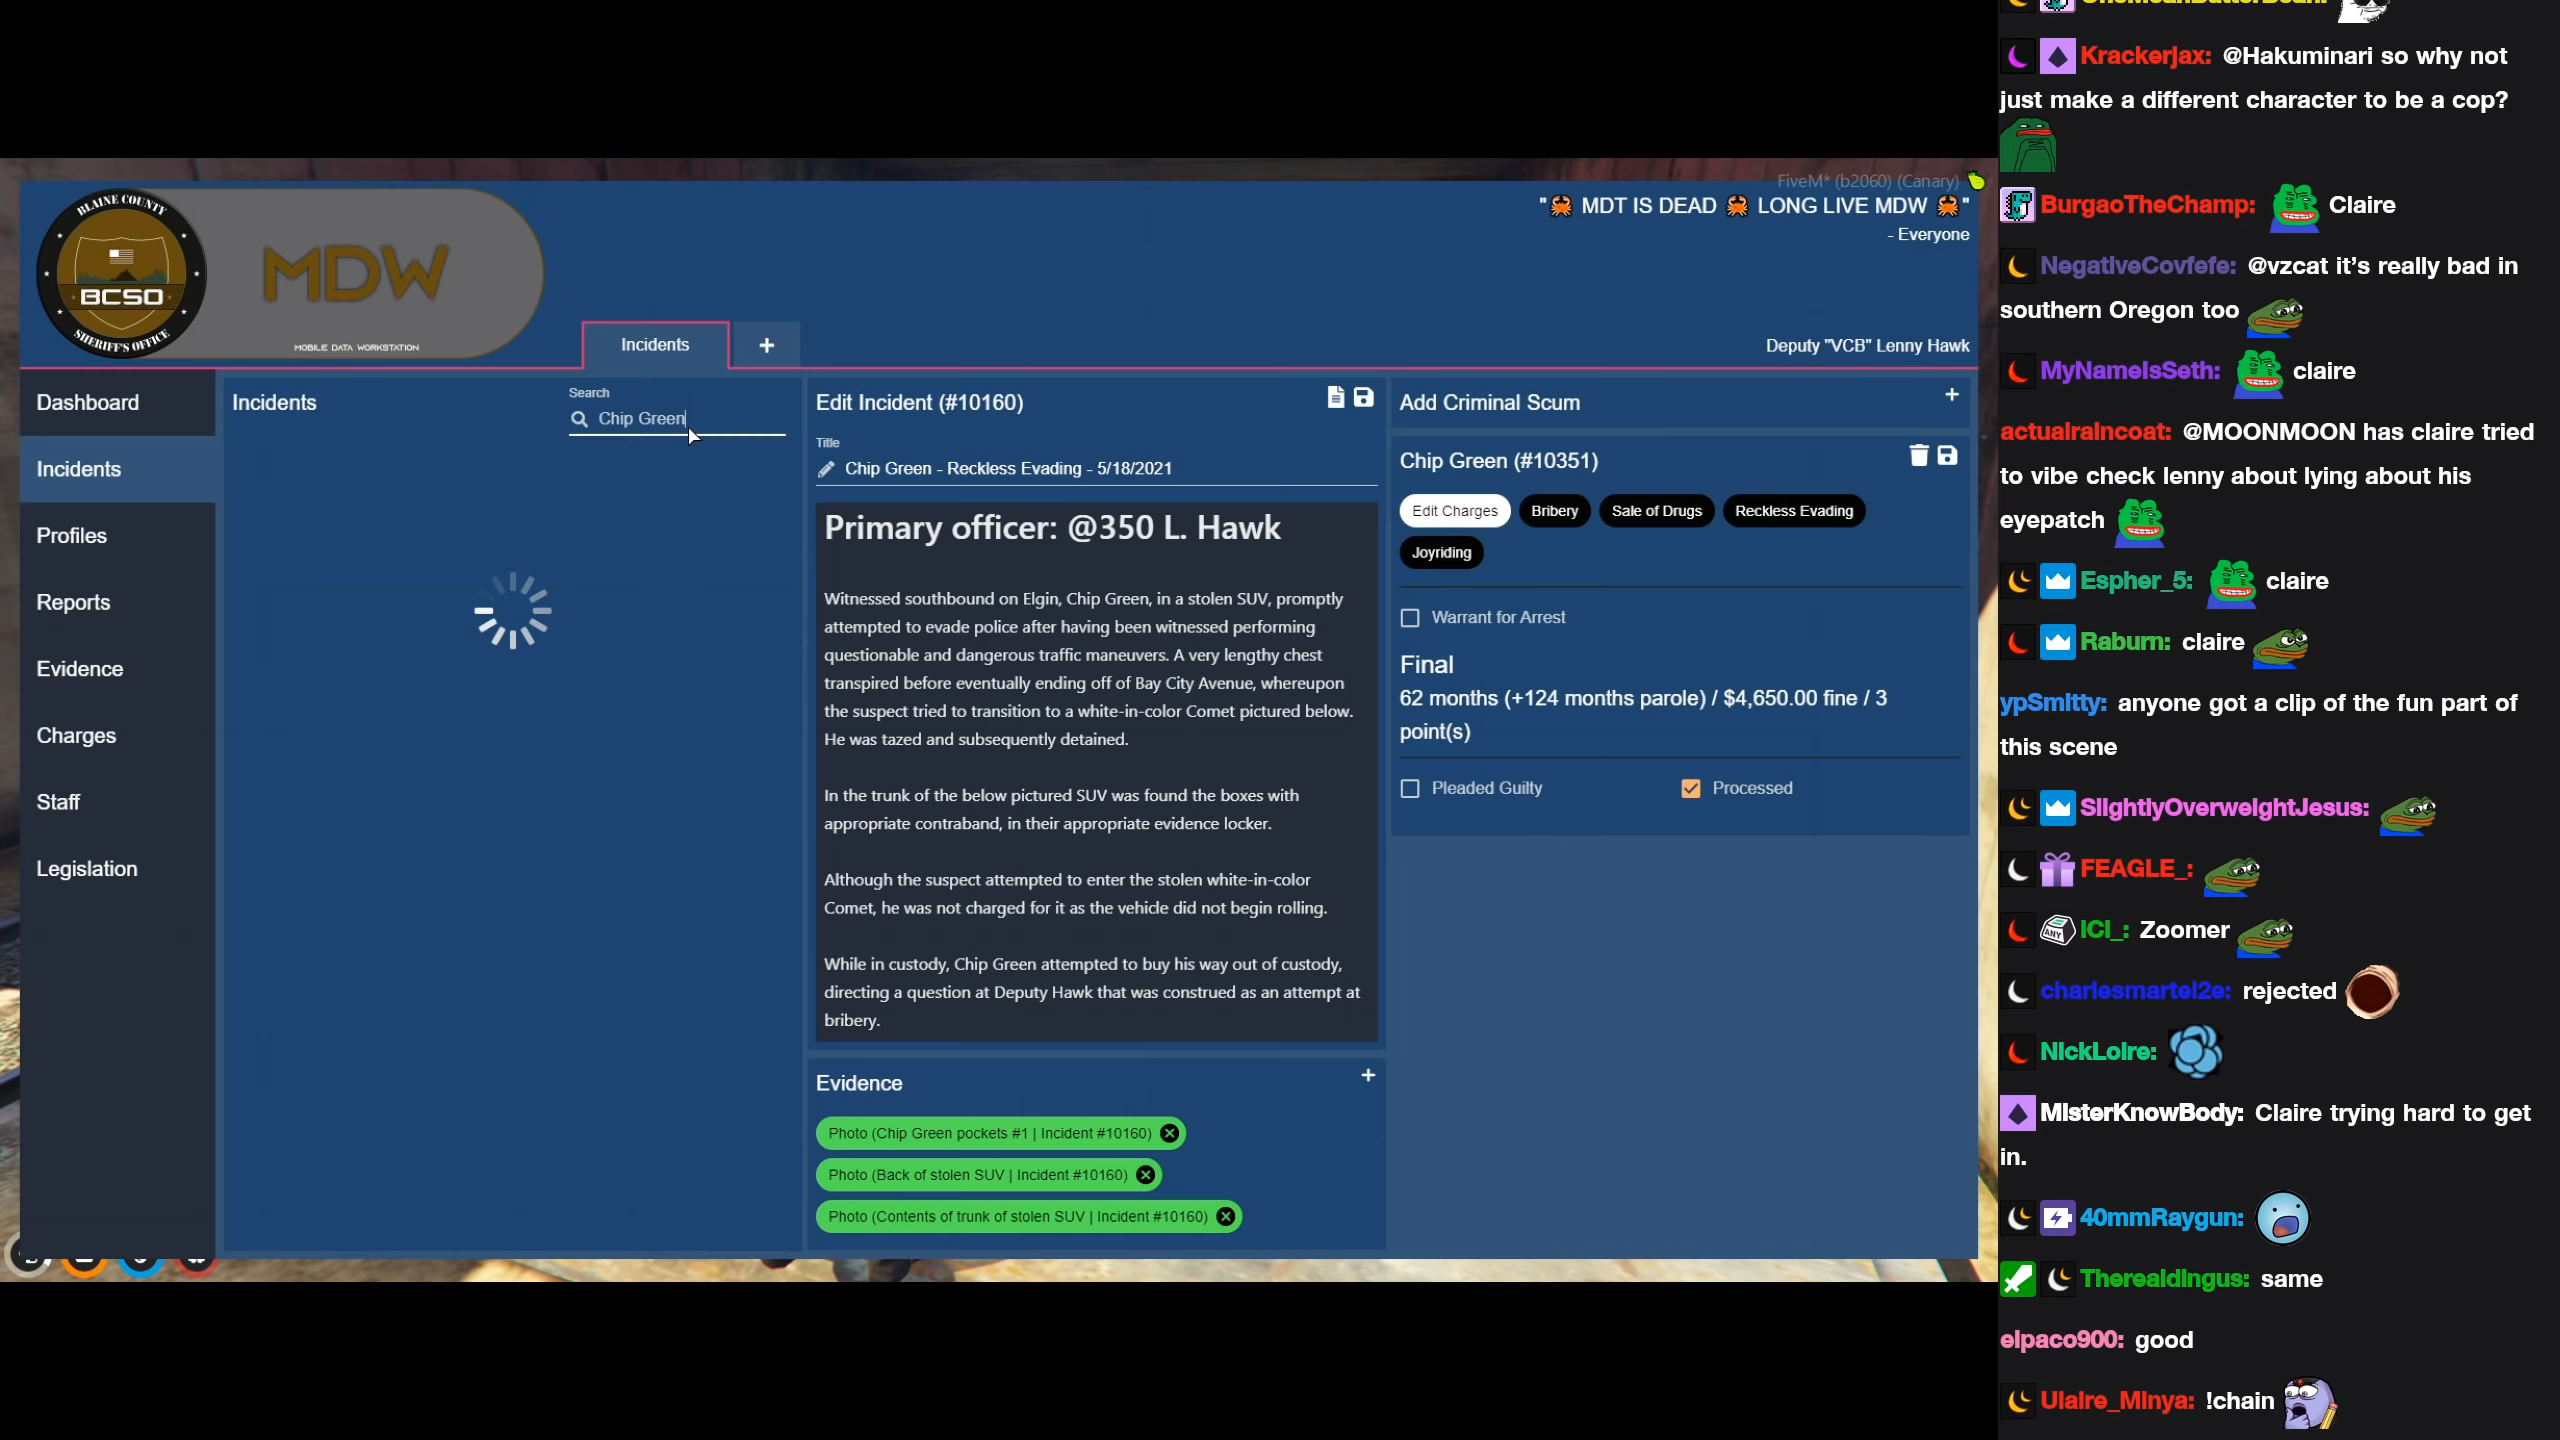 FiveM* (b2060) (Canary)
BLAINE COUNTY
BCSO
SHERIFF'S OFFICE
MDW
MOBILE DATA WORKSTATION
"🦀 MDT IS DEAD 🦀 LONG LIVE MDW 🦀"
- Everyone
Incidents
+
Deputy "VCB" Lenny Hawk
Dashboard
Incidents
Profiles
Reports
Evidence
Charges
Staff
Legislation
Incidents
Search
Chip Green
Edit Incident (#10160)
Title
Chip Green - Reckless Evading - 5/18/2021
Primary officer: @350 L. Hawk
Witnessed southbound on Elgin, Chip Green, in a stolen SUV, promptly
attempted to evade police after having been witnessed performing
questionable and dangerous traffic maneuvers. A very lengthy chest
transpired before eventually ending off of Bay City Avenue, whereupon
the suspect tried to transition to a white-in-color Comet pictured below.
He was tazed and subsequently detained.
In the trunk of the below pictured SUV was found the boxes with
appropriate contraband, in their appropriate evidence locker.
Although the suspect attempted to enter the stolen white-in-color
Comet, he was not charged for it as the vehicle did not begin rolling.
While in custody, Chip Green attempted to buy his way out of custody,
directing a question at Deputy Hawk that was construed as an attempt at
bribery.
Evidence
+
Photo (Chip Green pockets #1 | Incident #10160)
Photo (Back of stolen SUV | Incident #10160)
Photo (Contents of trunk of stolen SUV | Incident #10160)
Add Criminal Scum
+
Chip Green (#10351)
Edit Charges
Bribery
Sale of Drugs
Reckless Evading
Joyriding
Warrant for Arrest
Final
62 months (+124 months parole) / $4,650.00 fine / 3
point(s)
Pleaded Guilty
Processed
Krackerjax: @Hakuminari so why not
just make a different character to be a cop?
BurgaoTheChamp: Claire
NegativeCovfefe: @vzcat it's really bad in
southern Oregon too
MyNameIsSeth: claire
actualraincoat: @MOONMOON has claire tried
to vibe check lenny about lying about his
eyepatch
Espher_5: claire
Raburn: claire
ypSmitty: anyone got a clip of the fun part of
this scene
SlightlyOverweightJesus:
FEAGLE_:
ANY
ICI_: Zoomer
charlesmartel2e: rejected
NickLoire:
MisterKnowBody: Claire trying hard to get
in.
40mmRaygun:
Therealdingus: same
elpaco900: good
Ulaire_Minya: !chain